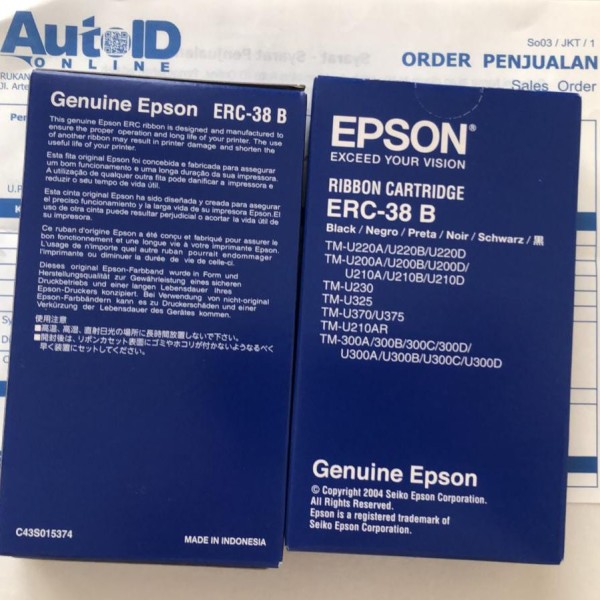 AutoID
ONLINE
So03 / JKT / 1
ORDER PENJUALAN
Sales Order
RUKAN
Jl. Arte
U.P
Genuine Epson ERC-38 B
This genuine Epson ERC ribbon is designed and manufactured to
ensure the proper operation and long life of your printer. The use
of another ribbon may result in printer damage and shorten the
useful life of your printer.
Esta fita original Epson foi concebida e fabricada para assegurar
um bom funcionamento e uma longa duração da sua impressora.
A utilização de qualquer outra fita pode danificar a impressora e
reduzir o seu tempo de vida útil.
Esta cinta original Epson ha sido diseñada y creada para asegurar
el preciso funcionamiento y la larga vida de su impresora Epson.El
uso de otra cinta puede resultar perjudicial o acortar la vida útil de
su impresora.
Ce ruban d'origine Epson a été conçu et fabriqué pour assurer le
bon fonctionnement et une longue vie à votre imprimante Epson.
L'usage de n'importe quel autre ruban pourrait endommager
l'imprimante ou diminuer la durée de vie de celle-ci.
Dieses original Epson-Farbband wurde in Form und
Herstellungsqualität zur Gewährleistung eines sicheren
Druckbetriebs und einer langen Lebensdauer ihres
Epson-Druckers konzipiert. Bei Verwendung von nicht-original
Epson-Farbbändern kann es zu Druckerschäden und einer
Verkürzung der Lebensdauer des Gerätes kommen.
使用注意
■高温、高湿、直射日光の場所に長時間放置しないで下さい。
■開封後は、リボンカセット表面にゴミやホコリが付かないようなるべく
早く装置にセットしてください。
C43S015374
MADE IN INDONESIA
EPSON®
EXCEED YOUR VISION
RIBBON CARTRIDGE
ERC-38 B
Black / Negro / Preta / Noir / Schwarz / 黒
TM-U220A/U220B/U220D
TM-U200A/U200B/U200D/
U210A/U210B/U210D
TM-U230
TM-U325
TM-U370/U375
TM-U210AR
TM-300A/300B/300C/300D/
U300A/U300B/U300C/U300D
Genuine Epson
© Copyright 2004 Seiko Epson Corporation.
All Rights Reserved.
Epson is a registered trademark of
Seiko Epson Corporation.